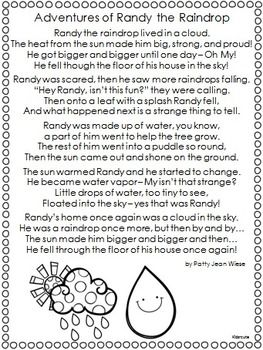 Adventures of Randy the Raindrop
Randy the raindrop lived in a cloud,
The heat from the sun made him big, strong, and proud!
He got bigger and bigger until one day – Oh My!
He fell though the floor of his house in the sky!
Randy was scared, then he saw more raindrops falling,
"Hey Randy, isn't this fun?" they were calling.
Then onto a leaf with a splash Randy fell,
And what happened next is a strange thing to tell.
Randy was made up of water, you know,
a part of him went to help the tree grow.
The rest of him went into a puddle so round,
Then the sun came out and shone on the ground.
The sun warmed Randy and he started to change.
He became water vapor – My isn't that strange?
Little drops of water, too tiny to see,
Floated into the sky – yes that was Randy!
Randy's home once again was a cloud in the sky.
He was a raindrop once more, but then by and by…
The sun made him bigger and bigger and then…
He fell through the floor of his house once again!
by Patty Jean Wiese
Kidzrcute